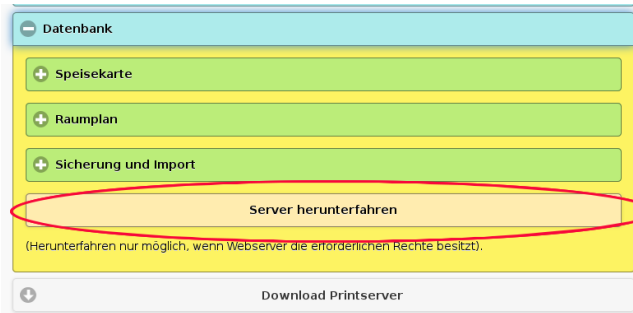 Datenbank
Speisekarte
Raumplan
Sicherung und Import
Server herunterfahren
(Herunterfahren nur möglich, wenn Webserver die erforderlichen Rechte besitzt).
Download Printserver